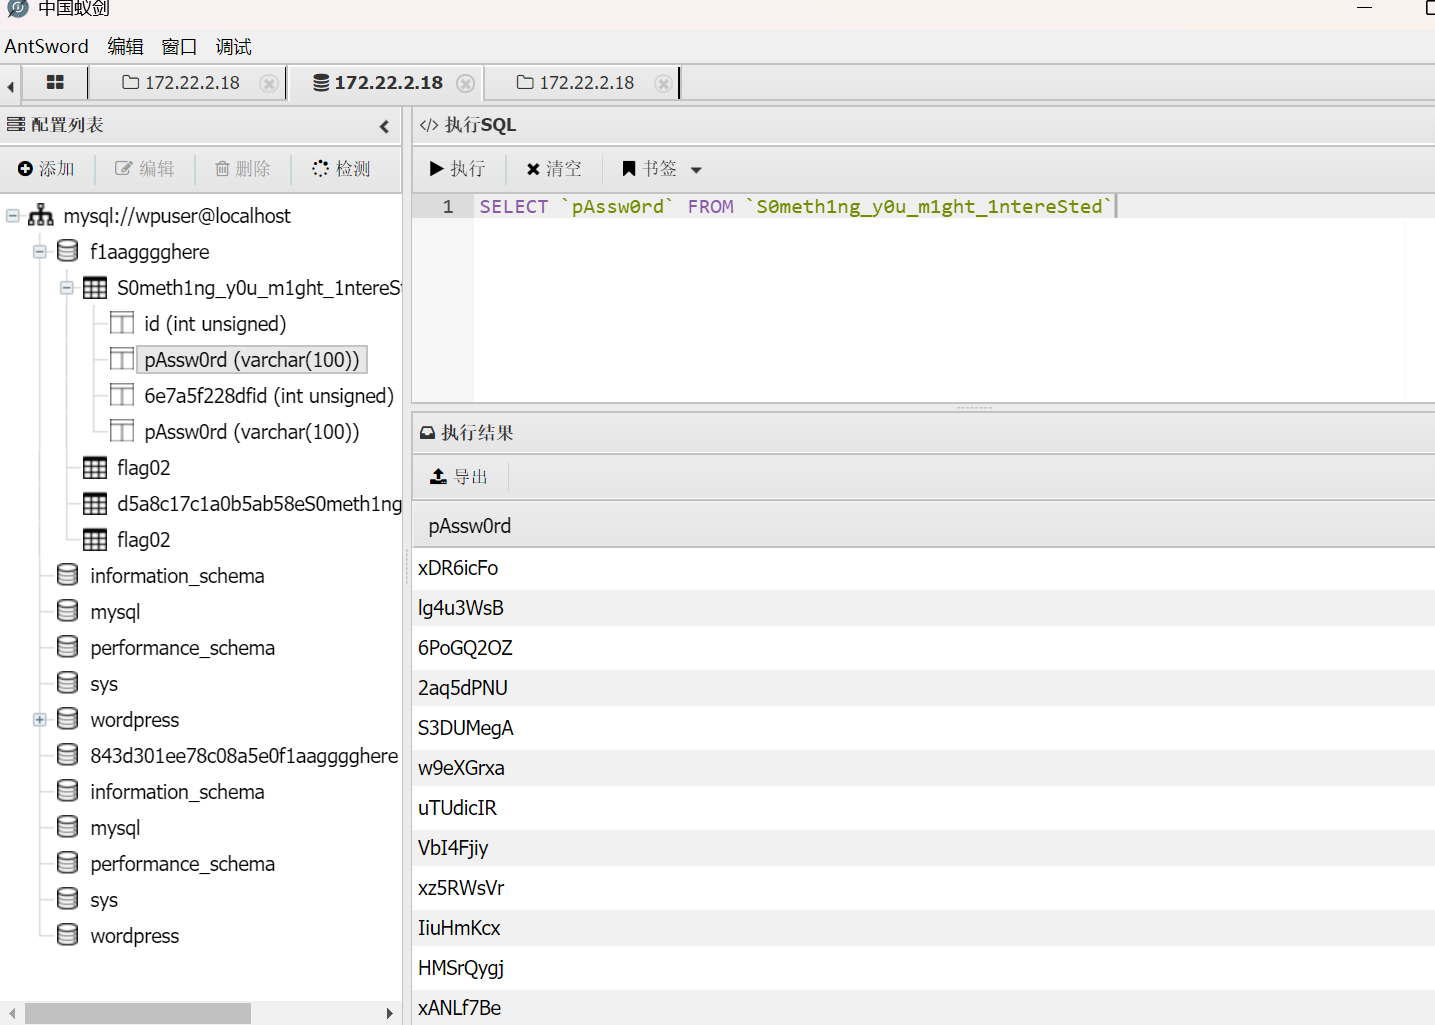 中国蚁剑
AntSword 编辑 窗口 调试
172.22.2.18 172.22.2.18 172.22.2.18
配置列表
添加 编辑 删除 检测
mysql://wpuser@localhost
f1aagggghere
S0meth1ng_y0u_m1ght_1ntereSt
id (int unsigned)
pAssw0rd (varchar(100))
6e7a5f228dfid (int unsigned)
pAssw0rd (varchar(100))
flag02
d5a8c17c1a0b5ab58eS0meth1ng
flag02
information_schema
mysql
performance_schema
sys
wordpress
843d301ee78c08a5e0f1aagggghere
information_schema
mysql
performance_schema
sys
wordpress
</> 执行SQL
执行 清空 书签
1 SELECT `pAssw0rd` FROM `S0meth1ng_y0u_m1ght_1ntereSted`
执行结果
导出
pAssw0rd
xDR6icFo
lg4u3WsB
6PoGQ2OZ
2aq5dPNU
S3DUMegA
w9eXGrxa
uTUdicIR
VbI4Fjiy
xz5RWsVr
IiuHmKcx
HMSrQygj
xANLf7Be